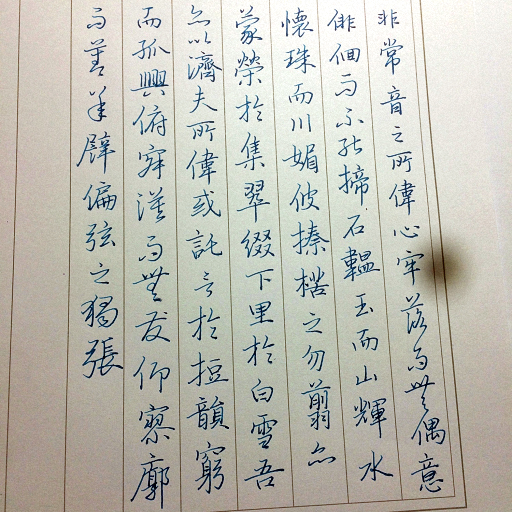 非常音之所偉心牢落而無偶意
徘徊而不能揥石韞玉而山輝水
懷珠而川媚彼榛楛之勿翦亦
蒙榮於集翠綴下里於白雪吾
亦以濟夫所偉或託言於短韻窮
而孤興俯寂漠而無友仰寥廓
而莫承譬偏弦之獨張